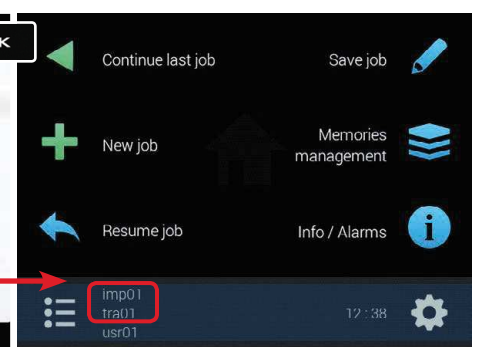 K
Continue last job
Save job
New job
Memories
management
Resume job
Info / Alarms
imp01
tra01
usr01
12:38